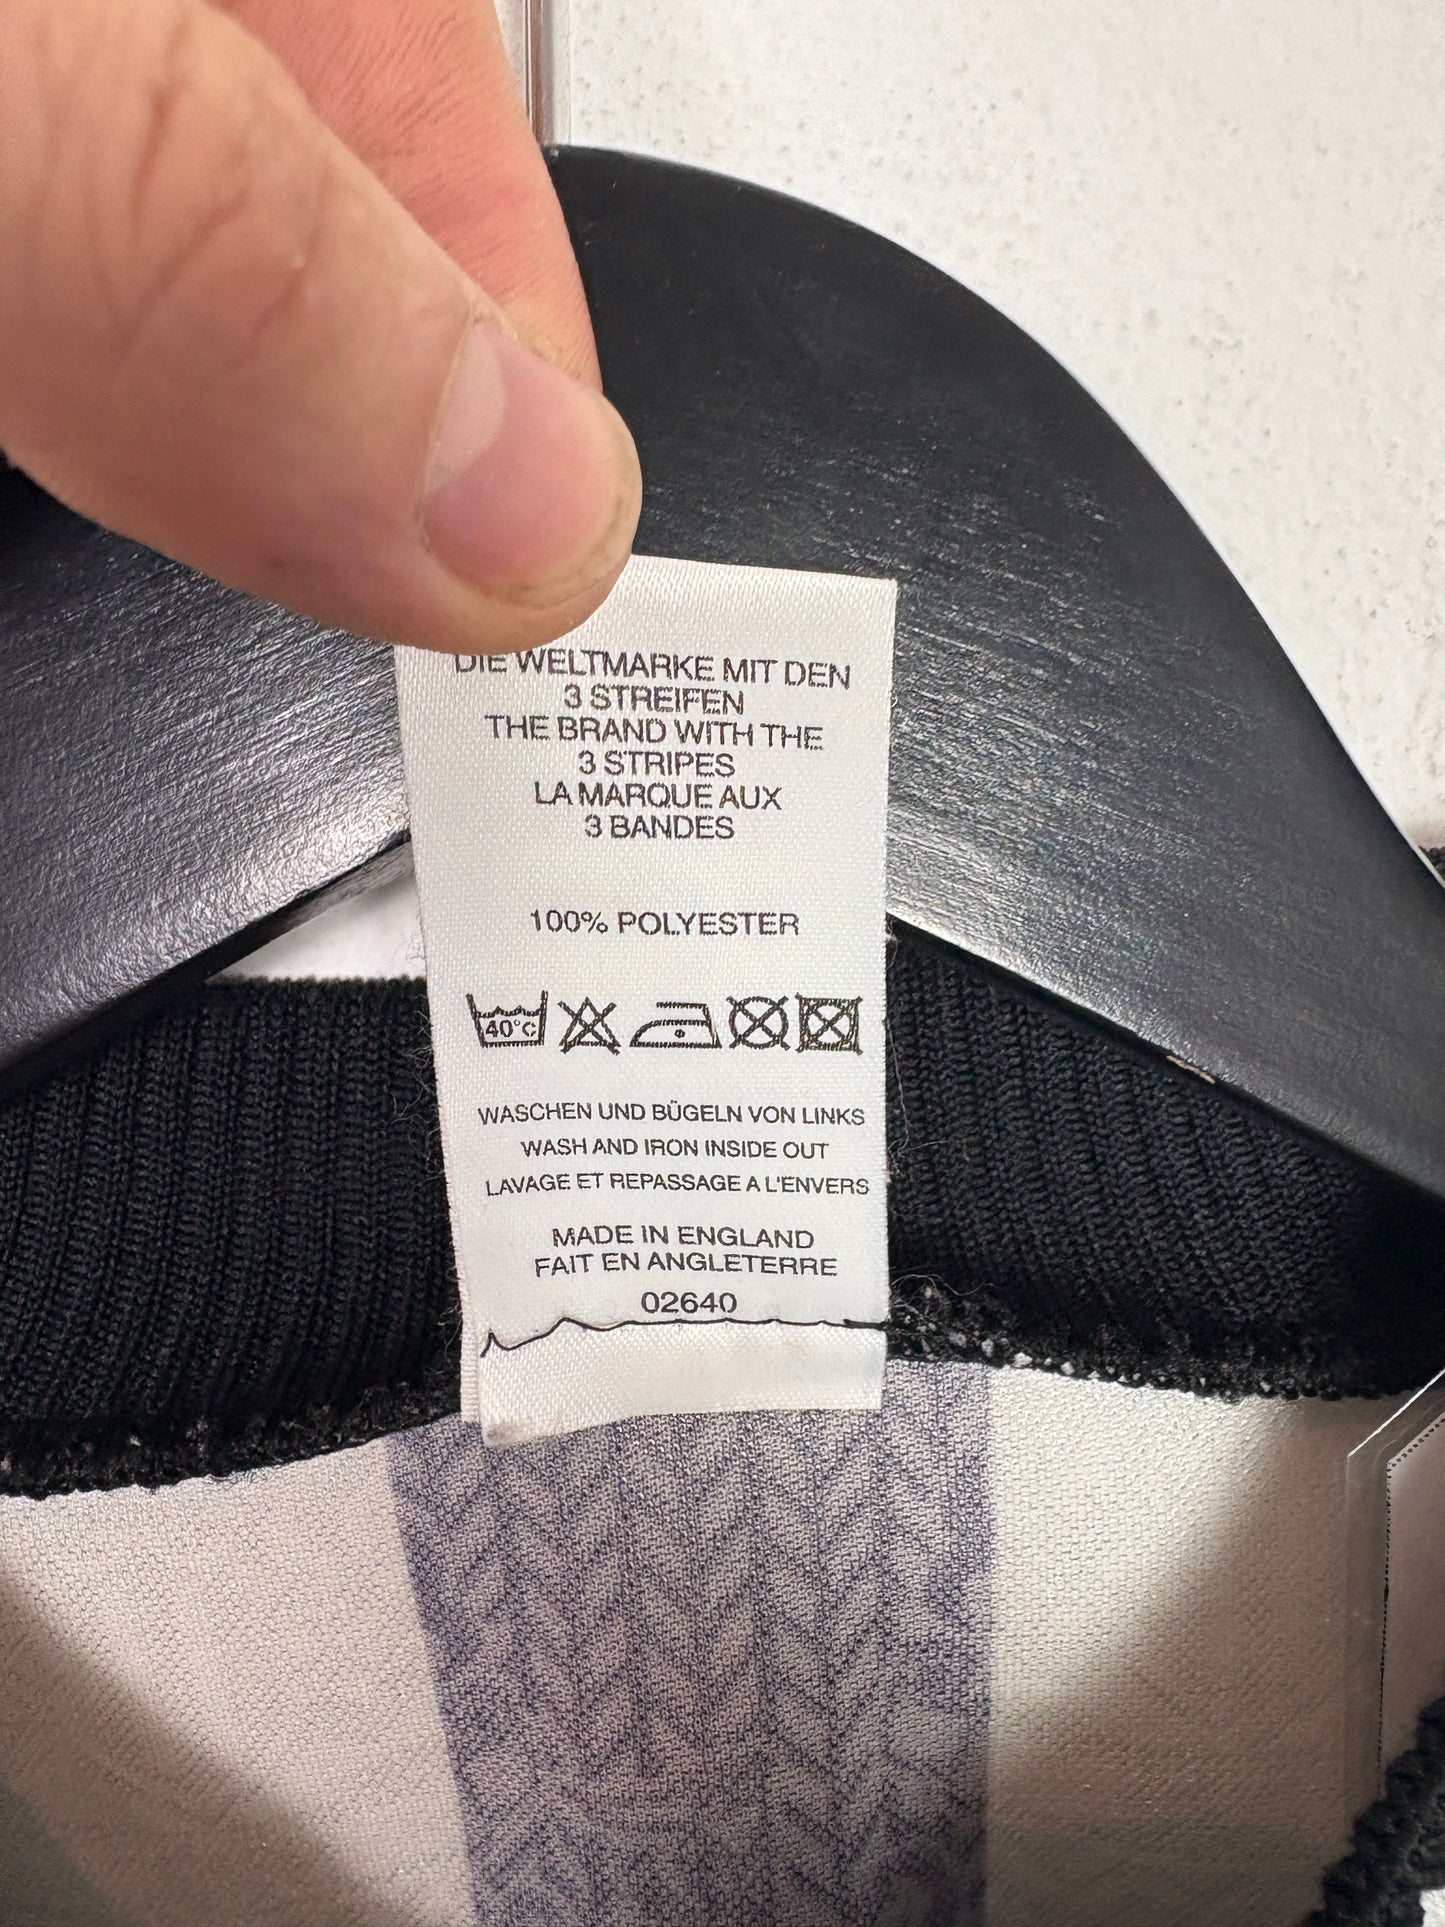 DIE WELTMARKE MIT DEN
3 STREIFEN
THE BRAND WITH THE
3 STRIPES
LA MARQUE AUX
3 BANDES
100% POLYESTER
40°C
WASCHEN UND BÜGELN VON LINKS
WASH AND IRON INSIDE OUT
LAVAGE ET REPASSAGE A L'ENVERS
MADE IN ENGLAND
FAIT EN ANGLETERRE
02640